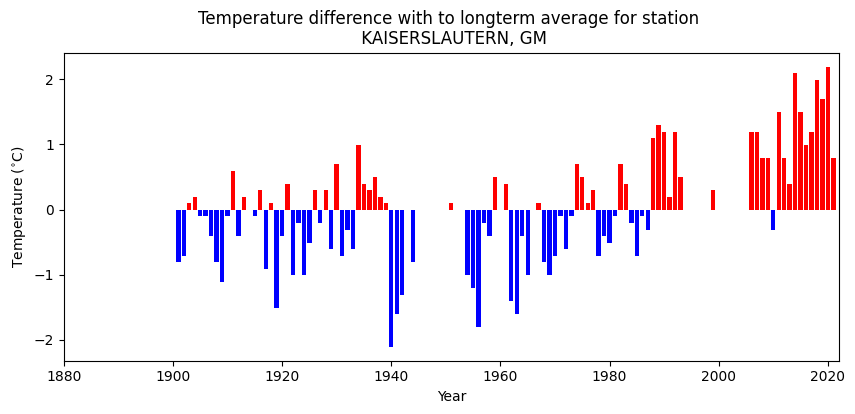 Temperature difference with to longterm average for station
KAISERSLAUTERN, GM
Temperature (°C)
2
1
0
−1
−2
1880 1900 1920 1940 1960 1980 2000 2020
Year